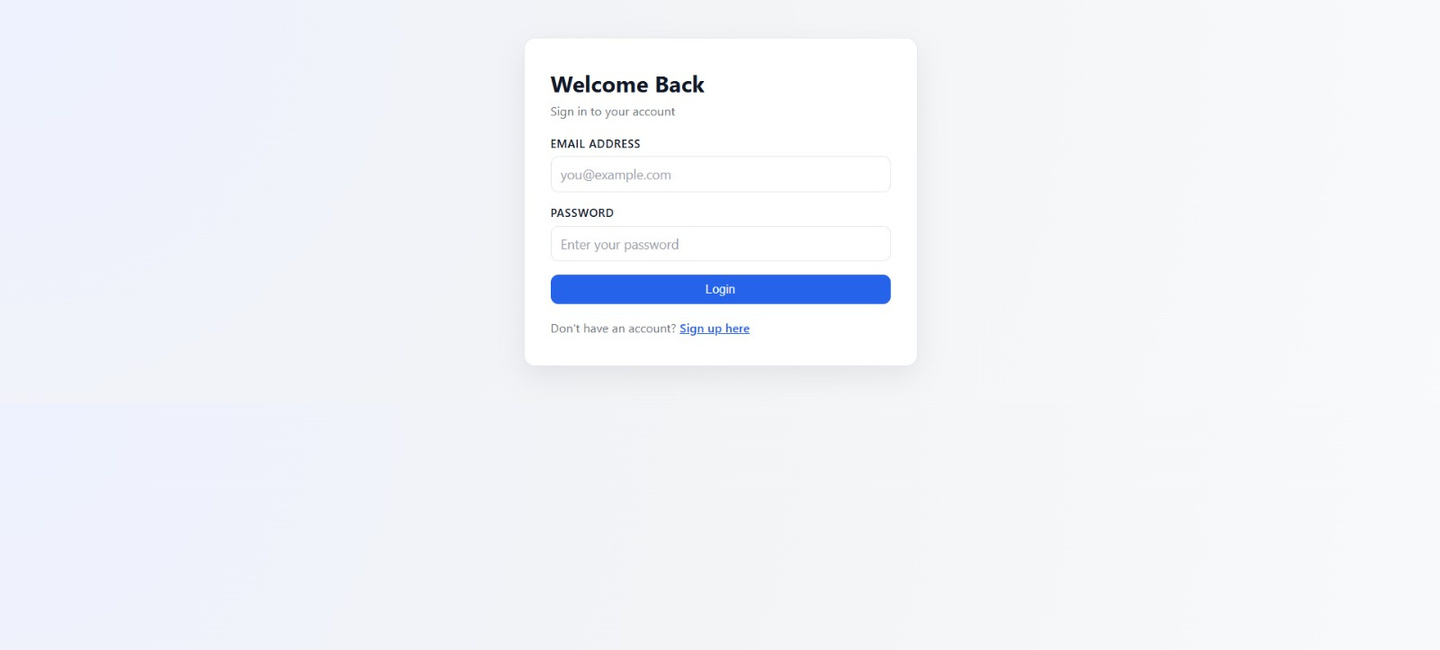 Welcome Back
Sign in to your account
EMAIL ADDRESS
you@example.com
PASSWORD
Enter your password
Login
Don't have an account? Sign up here